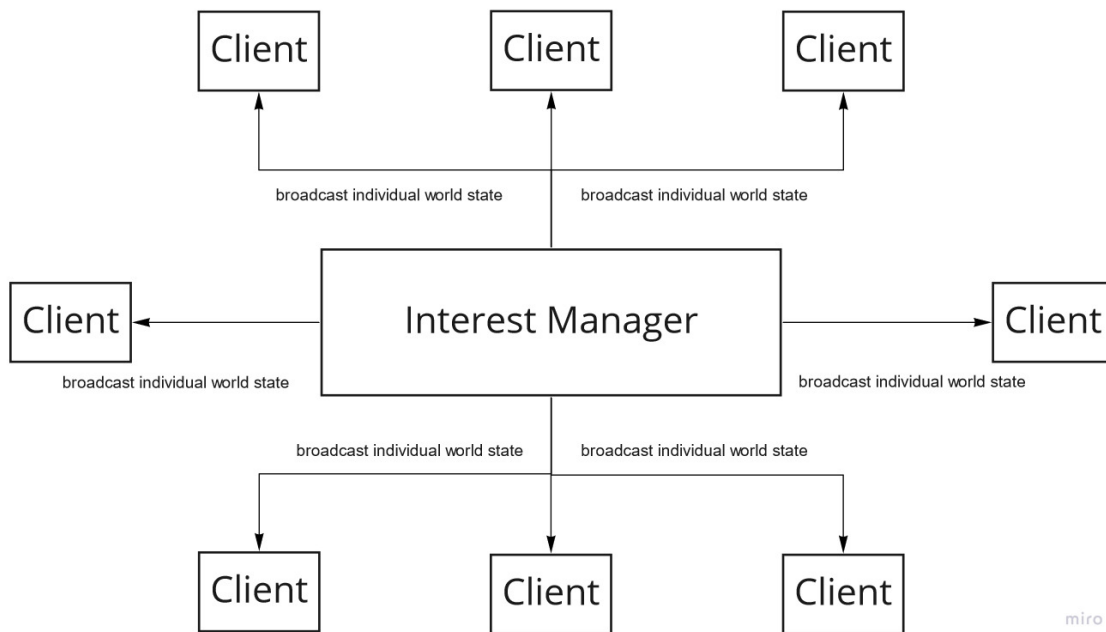 Client
Client
Client
broadcast individual world state
broadcast individual world state
Client
Interest Manager
Client
broadcast individual world state
broadcast individual world state
broadcast individual world state
broadcast individual world state
Client
Client
Client
miro